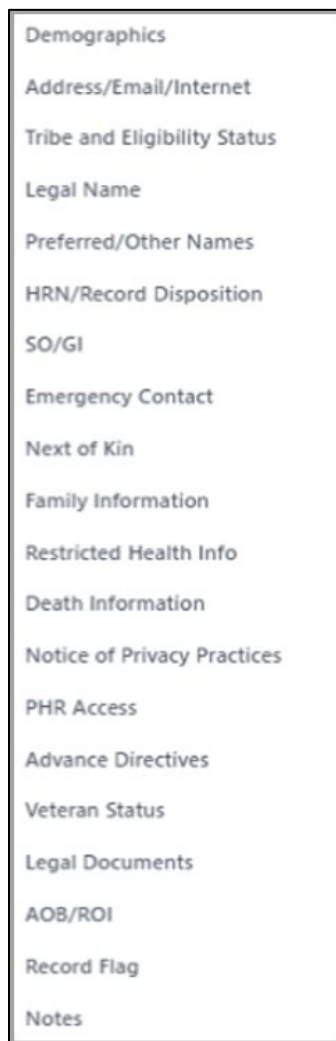 Demographics
Address/Email/Internet
Tribe and Eligibility Status
Legal Name
Preferred/Other Names
HRN/Record Disposition
SO/GI
Emergency Contact
Next of Kin
Family Information
Restricted Health Info
Death Information
Notice of Privacy Practices
PHR Access
Advance Directives
Veteran Status
Legal Documents
AOB/ROI
Record Flag
Notes